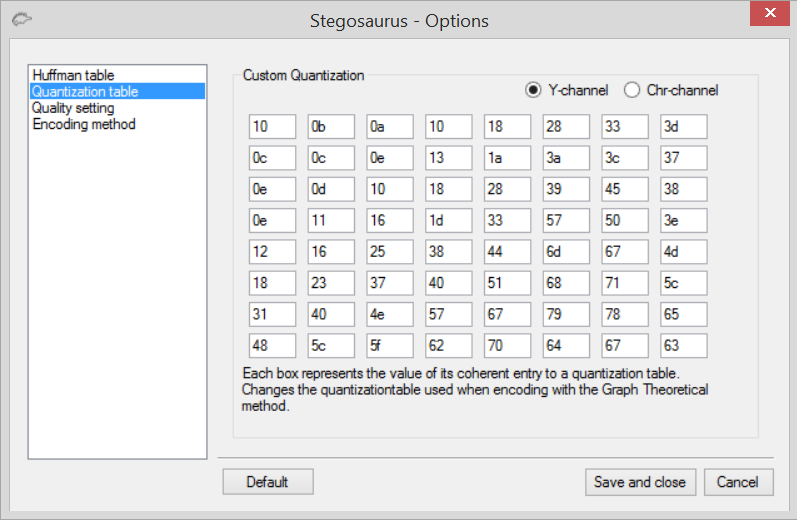 Stegosaurus - Options
Huffman table
Quantization table
Quality setting
Encoding method
Custom Quantization
Y-channel Chr-channel
10 0b 0a 10 18 28 33 3d
0c 0c 0e 13 1a 3a 3c 37
0e 0d 10 18 28 39 45 38
0e 11 16 1d 33 57 50 3e
12 16 25 38 44 6d 67 4d
18 23 37 40 51 68 71 5c
31 40 4e 57 67 79 78 65
48 5c 5f 62 70 64 67 63
Each box represents the value of its coherent entry to a quantization table.
Changes the quantizationtable used when encoding with the Graph Theoretical
method.
Default Save and close Cancel